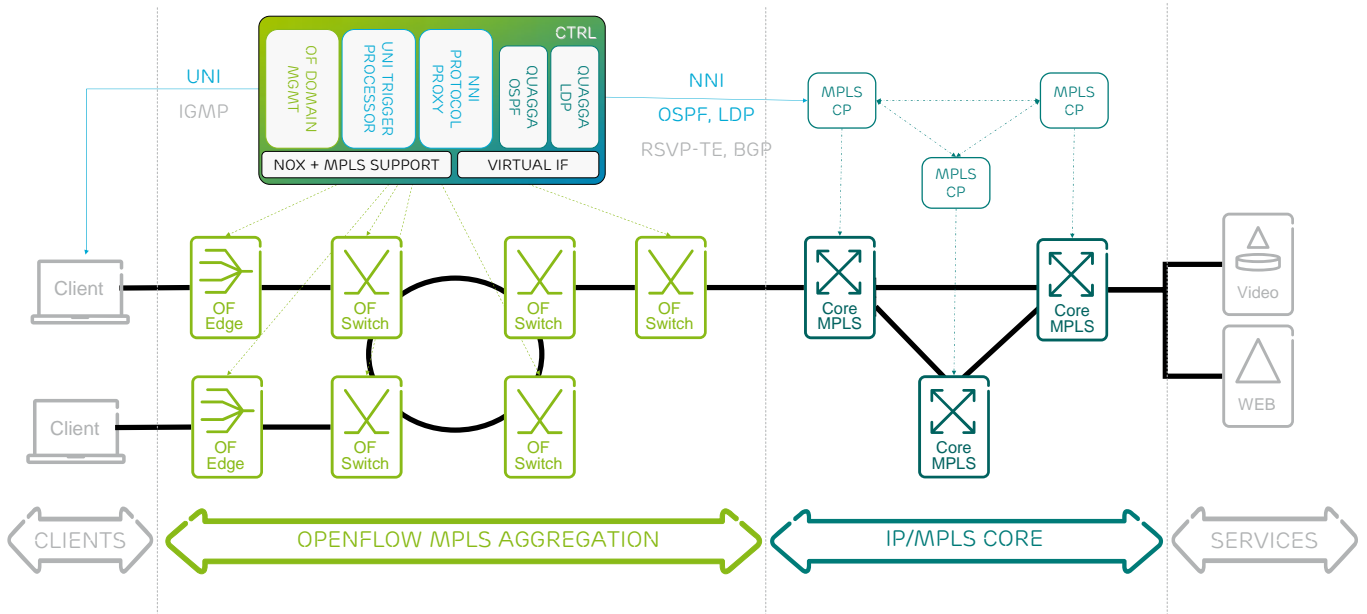 CTRL
OF DOMAIN
MGMT
UNI TRIGGER
PROCESSOR
NNI
PROTOCOL
PROXY
QUAGGA
OSPF
QUAGGA
LDP
NOX + MPLS SUPPORT
VIRTUAL IF
UNI
IGMP
NNI
OSPF, LDP
RSVP-TE, BGP
MPLS
CP
MPLS
CP
MPLS
CP
Client
OF
Edge
OF
Switch
OF
Switch
OF
Switch
Core
MPLS
Core
MPLS
Video
Client
OF
Edge
OF
Switch
OF
Switch
Core
MPLS
WEB
CLIENTS
OPENFLOW MPLS AGGREGATION
IP/MPLS CORE
SERVICES